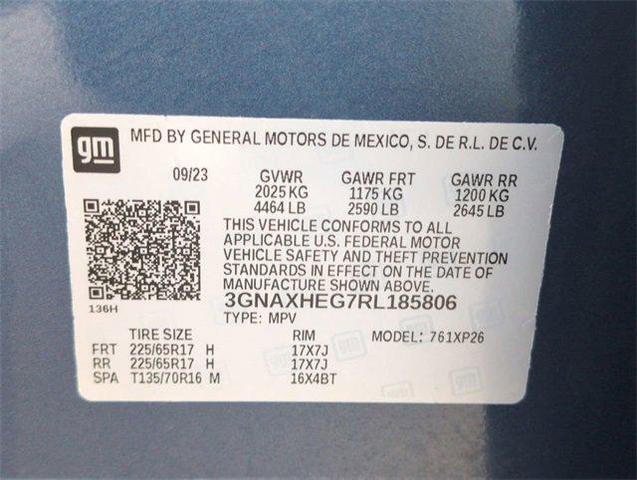 gm MFD BY GENERAL MOTORS DE MEXICO, S. DE R.L. DE C.V.
09/23 GVWR GAWR FRT GAWR RR
2025 KG 1175 KG 1200 KG
4464 LB 2590 LB 2645 LB
THIS VEHICLE CONFORMS TO ALL
APPLICABLE U.S. FEDERAL MOTOR
VEHICLE SAFETY AND THEFT PREVENTION
STANDARDS IN EFFECT ON THE DATE OF
MANUFACTURE SHOWN ABOVE.
3GNAXHEG7RL185806
136H
TYPE: MPV
TIRE SIZE RIM MODEL: 761XP26
FRT 225/65R17 H 17X7J
RR 225/65R17 H 17X7J
SPA T135/70R16 M 16X4BT